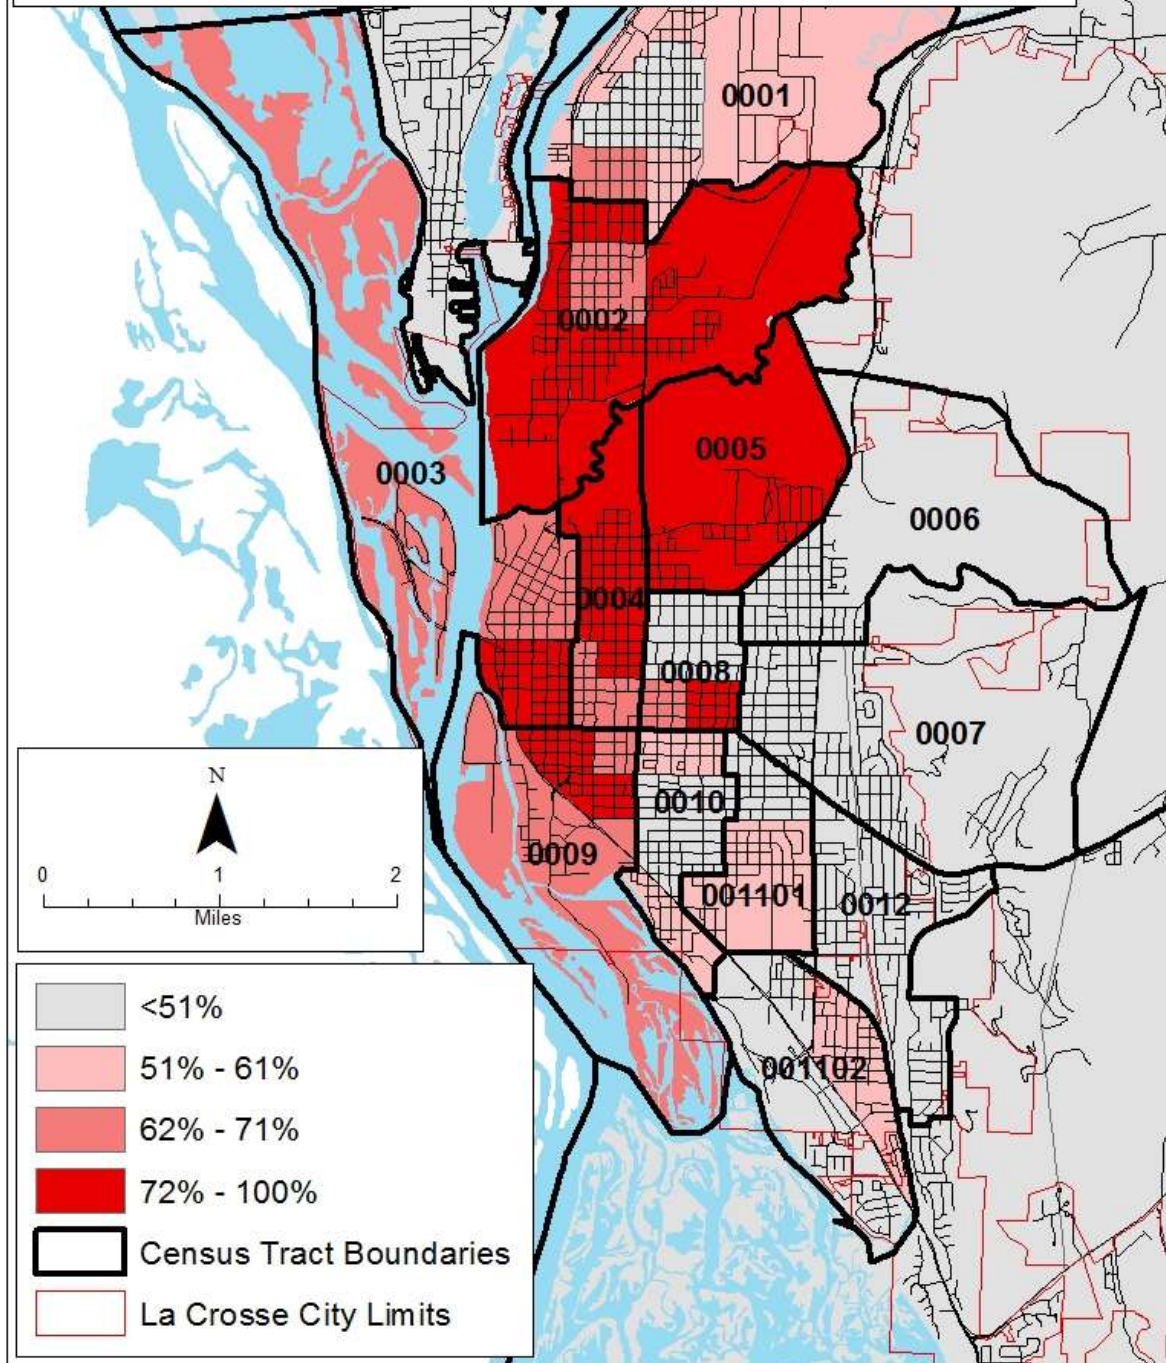 0001
0002
0003
0005
0006
0004
0008
0007
N
0010
0009
0 1 2
Miles
001101
0012
<51%
51% - 61%
001102
62% - 71%
72% - 100%
Census Tract Boundaries
La Crosse City Limits